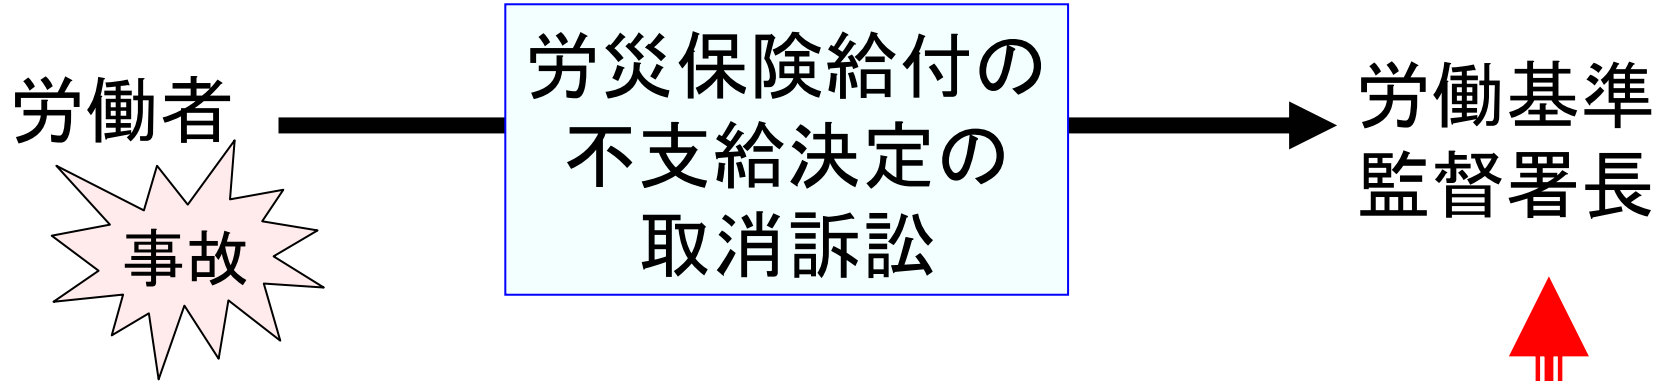 労働者
事故
労災保険給付の
不支給決定の
取消訴訟
労働基準
監督署長